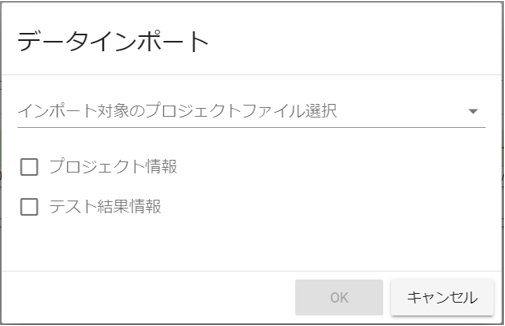 データインポート
インポート対象のプロジェクトファイル選択
プロジェクト情報
テスト結果情報
OK
キャンセル